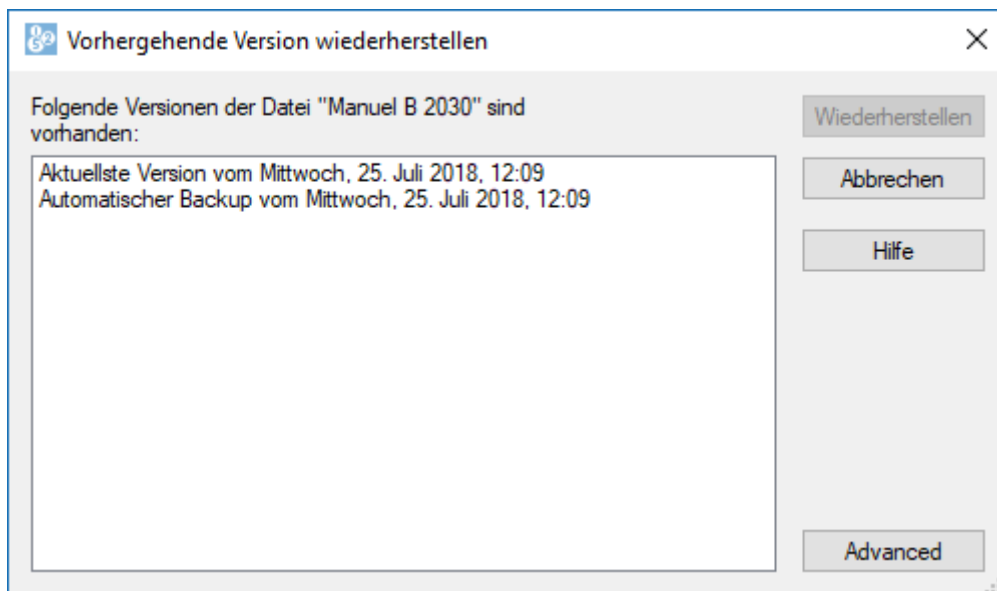 Vorhergehende Version wiederherstellen
Folgende Versionen der Datei "Manuel B 2030" sind
vorhanden:
Aktuellste Version vom Mittwoch, 25. Juli 2018, 12:09
Automatischer Backup vom Mittwoch, 25. Juli 2018, 12:09
Wiederherstellen
Abbrechen
Hilfe
Advanced